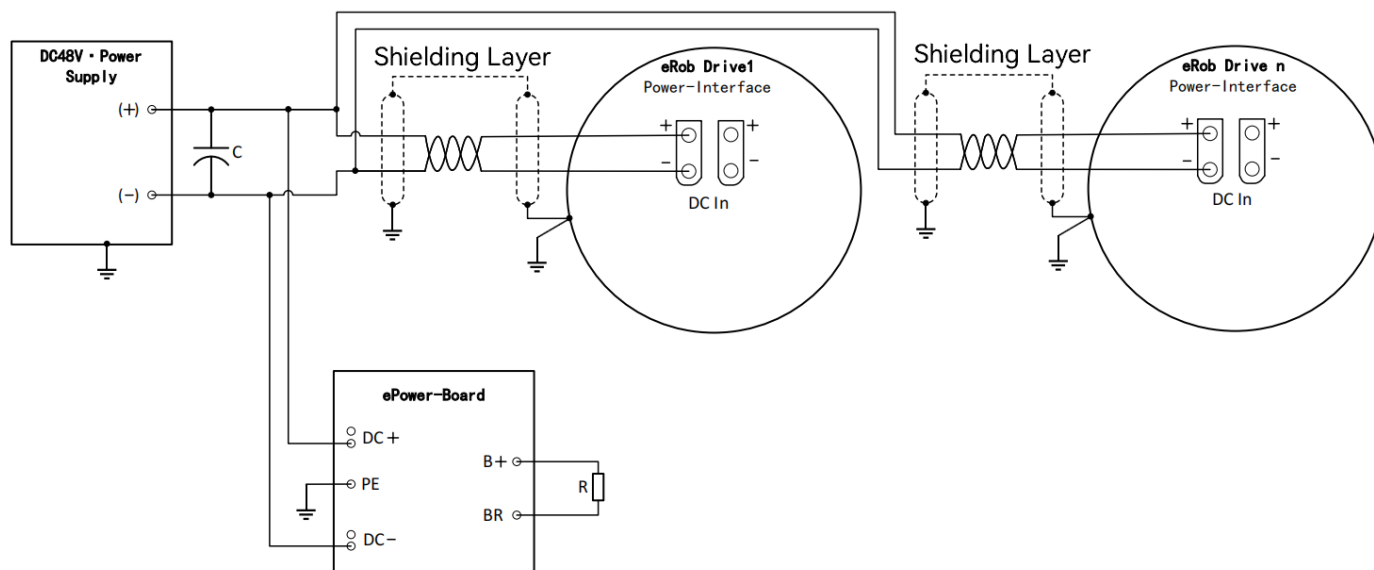 DC48V · Power
Supply
(+)
C
(-)
Shielding Layer
eRob Drive1
Power-Interface
+ +
- -
DC In
Shielding Layer
eRob Drive n
Power-Interface
+ +
- -
DC In
ePower-Board
DC+
PE
DC-
B+
R
BR